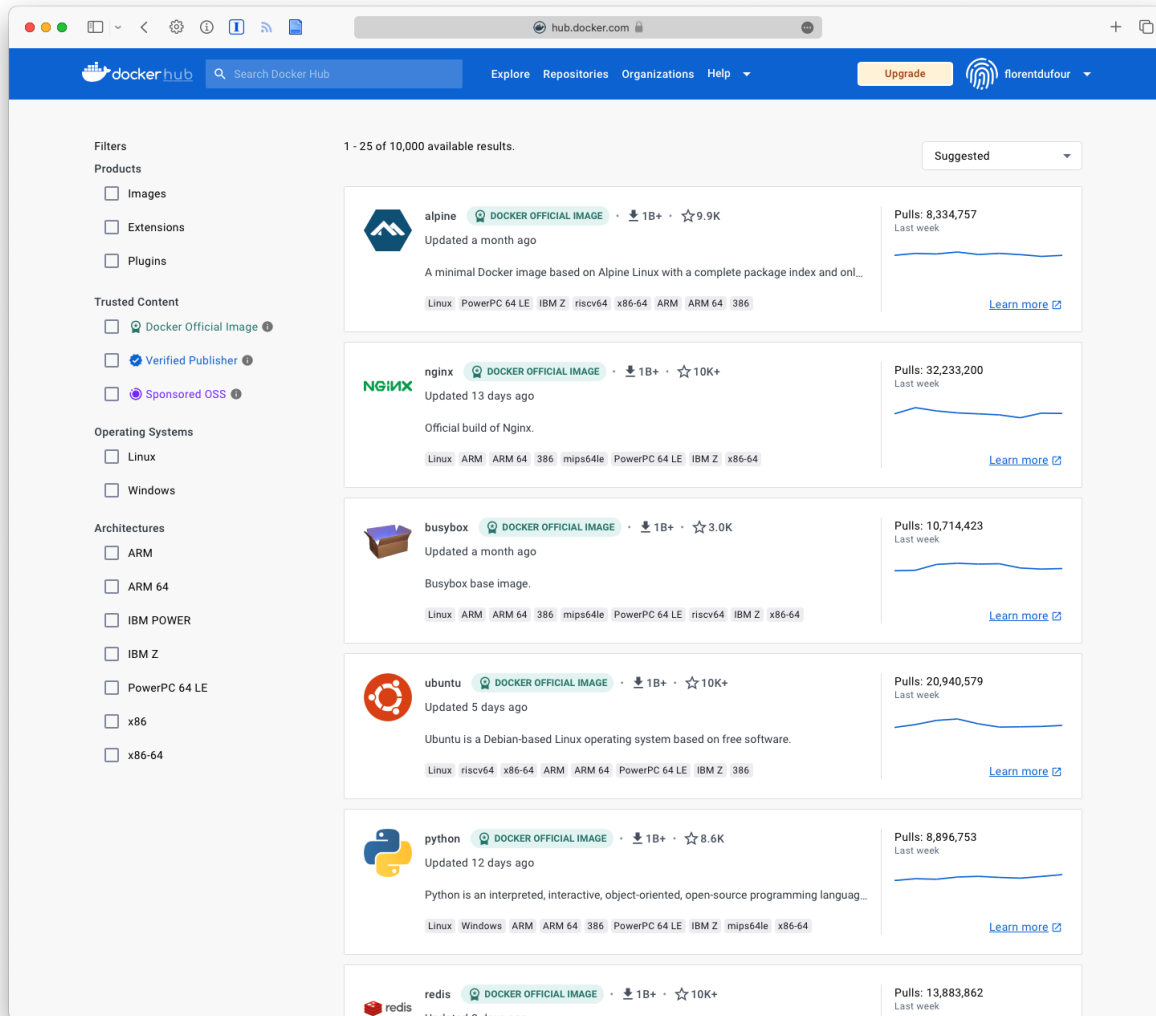 hub.docker.com
docker hub Search Docker Hub Explore Repositories Organizations Help Upgrade florentdufour
Filters
Products
Images
Extensions
Plugins
Trusted Content
Docker Official Image
Verified Publisher
Sponsored OSS
Operating Systems
Linux
Windows
Architectures
ARM
ARM 64
IBM POWER
IBM Z
PowerPC 64 LE
x86
x86-64
1 - 25 of 10,000 available results.
Suggested
alpine DOCKER OFFICIAL IMAGE · 1B+ · 9.9K
Updated a month ago
A minimal Docker image based on Alpine Linux with a complete package index and onl...
Linux PowerPC 64 LE IBM Z riscv64 x86-64 ARM ARM 64 386
Pulls: 8,334,757
Last week
Learn more
NGINX
nginx DOCKER OFFICIAL IMAGE · 1B+ · 10K+
Updated 13 days ago
Official build of Nginx.
Linux ARM ARM 64 386 mips64le PowerPC 64 LE IBM Z x86-64
Pulls: 32,233,200
Last week
Learn more
busybox DOCKER OFFICIAL IMAGE · 1B+ · 3.0K
Updated a month ago
Busybox base image.
Linux ARM ARM 64 386 mips64le PowerPC 64 LE riscv64 IBM Z x86-64
Pulls: 10,714,423
Last week
Learn more
ubuntu DOCKER OFFICIAL IMAGE · 1B+ · 10K+
Updated 5 days ago
Ubuntu is a Debian-based Linux operating system based on free software.
Linux riscv64 x86-64 ARM ARM 64 PowerPC 64 LE IBM Z 386
Pulls: 20,940,579
Last week
Learn more
python DOCKER OFFICIAL IMAGE · 1B+ · 8.6K
Updated 12 days ago
Python is an interpreted, interactive, object-oriented, open-source programming languag...
Linux Windows ARM ARM 64 386 PowerPC 64 LE IBM Z mips64le x86-64
Pulls: 8,896,753
Last week
Learn more
redis
redis DOCKER OFFICIAL IMAGE · 1B+ · 10K+
Pulls: 13,883,862
Last week